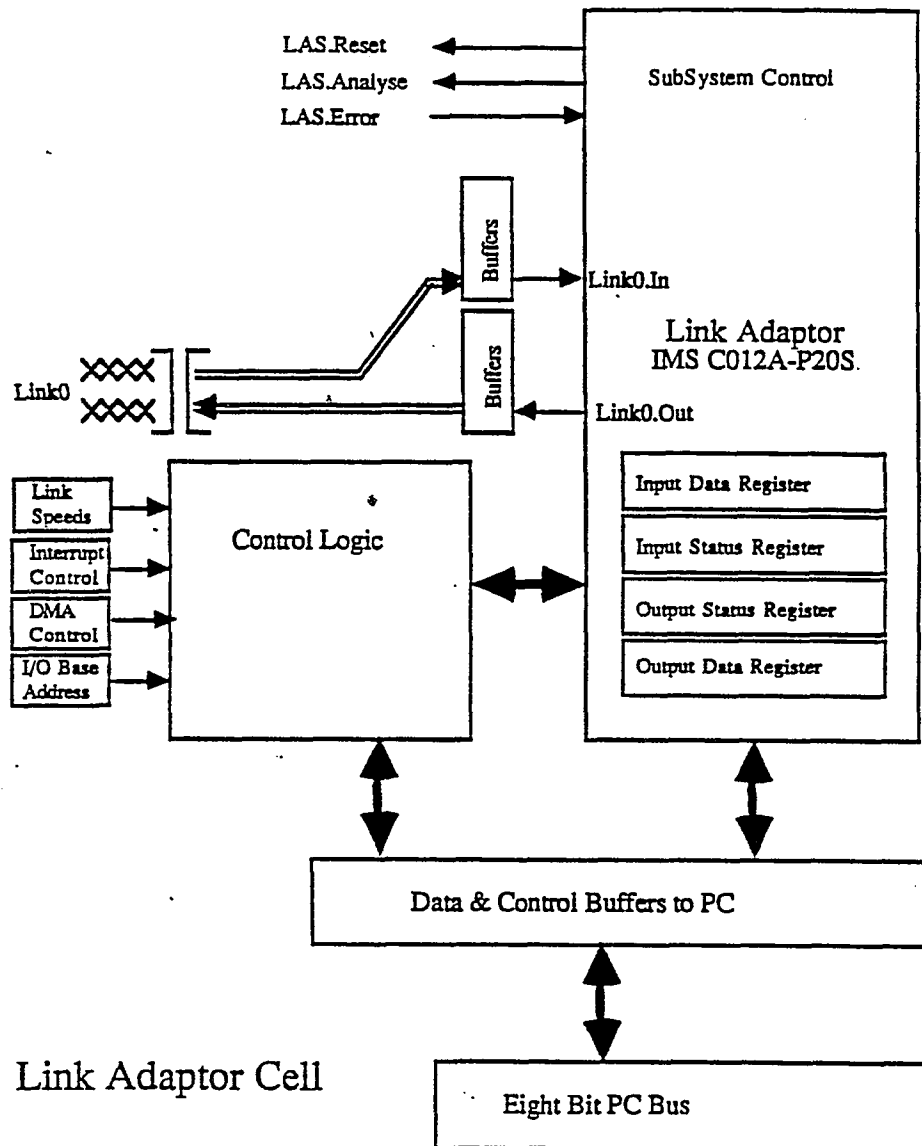 LAS.Reset
LAS.Analyse
LAS.Error
SubSystem Control
Buffers
Link0.In
Link Adaptor
IMS C012A-P20S.
Link0
Buffers
Link0.Out
Link
Speeds
Interrupt
Control
DMA
Control
I/O Base
Address
Control Logic
Input Data Register
Input Status Register
Output Status Register
Output Data Register
Data & Control Buffers to PC
Link Adaptor Cell
Eight Bit PC Bus